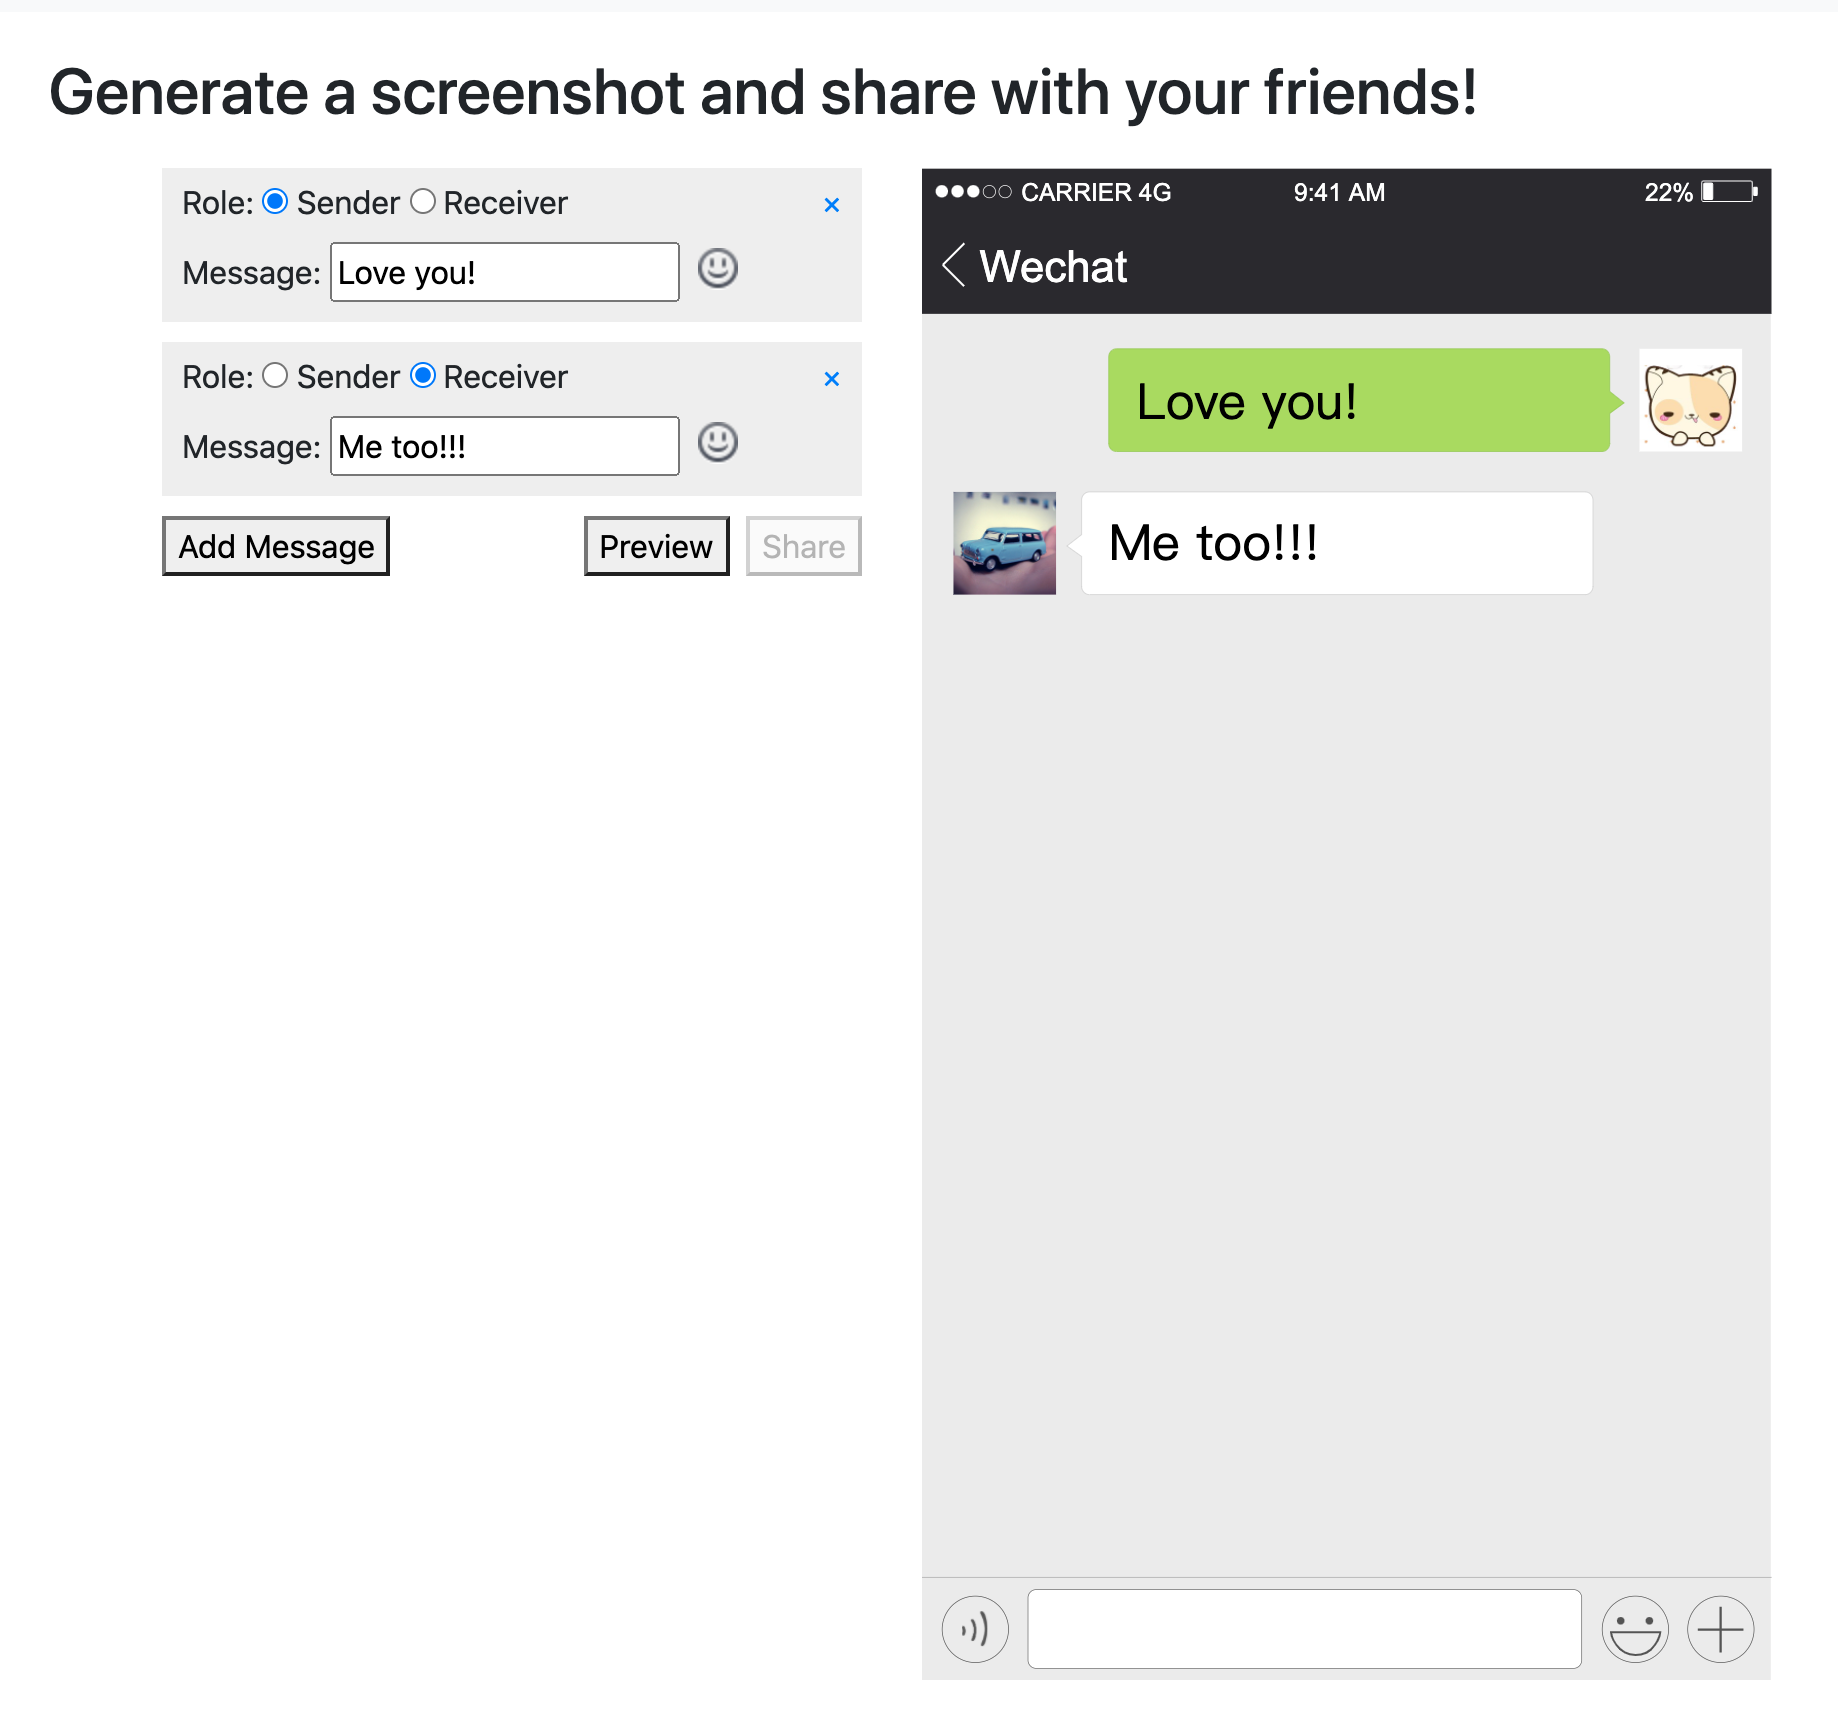 Generate a screenshot and share with your friends!
Role: Sender Receiver ×
Message: Love you!
Role: Sender Receiver ×
Message: Me too!!!
Add Message Preview Share
CARRIER 4G 9:41 AM 22%
Wechat
Love you!
Me too!!!